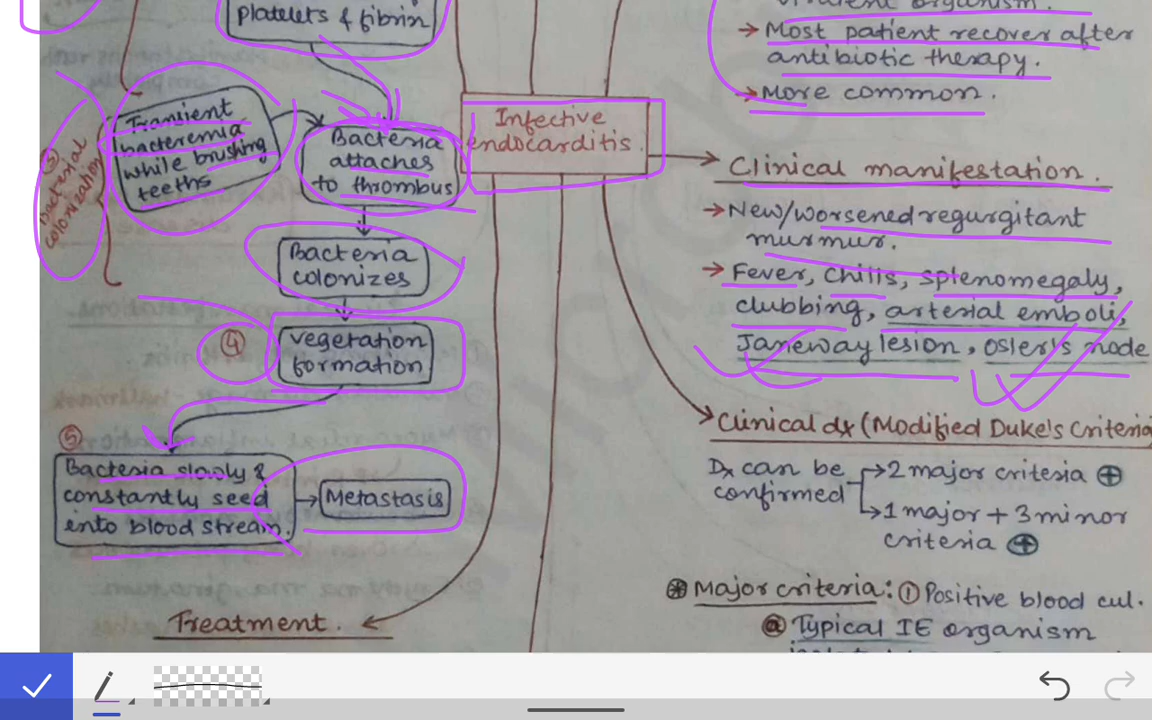 platelets & fibrin
③ Bacterial
colonization
Transient
bacteremia
while brushing
teeths
Bacteria
attaches
to thrombus
Bacteria
colonizes
④
vegetation
formation
⑤
Bacteria slowly &
constantly seed
into blood stream.
Metastasis
Treatment.
Infective
endocarditis.
virulent organism.
→ Most patient recover after
antibiotic therapy.
→ More common.
Clinical manifestation.
→ New/worsened regurgitant
murmur.
→ Fever, chills, splenomegaly,
clubbing, arterial emboli,
Janeway lesion, Osler's node
Clinical dx (Modified Duke's Criteria
Dx can be
confirmed
→ 2 major criteria ⊕
→ 1 major + 3 minor
criteria ⊕
⊛ Major criteria: ① Positive blood cul.
@ Typical IE organism